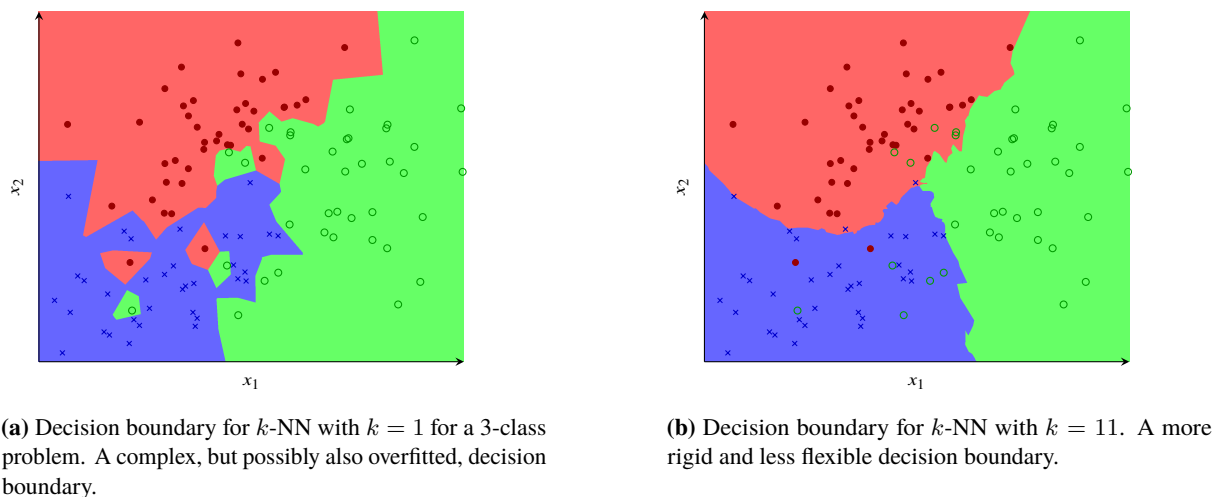 x₂
x₁
x₂
x₁
(a) Decision boundary for k-NN with k = 1 for a 3-class
problem. A complex, but possibly also overfitted, decision
boundary.
(b) Decision boundary for k-NN with k = 11. A more
rigid and less flexible decision boundary.